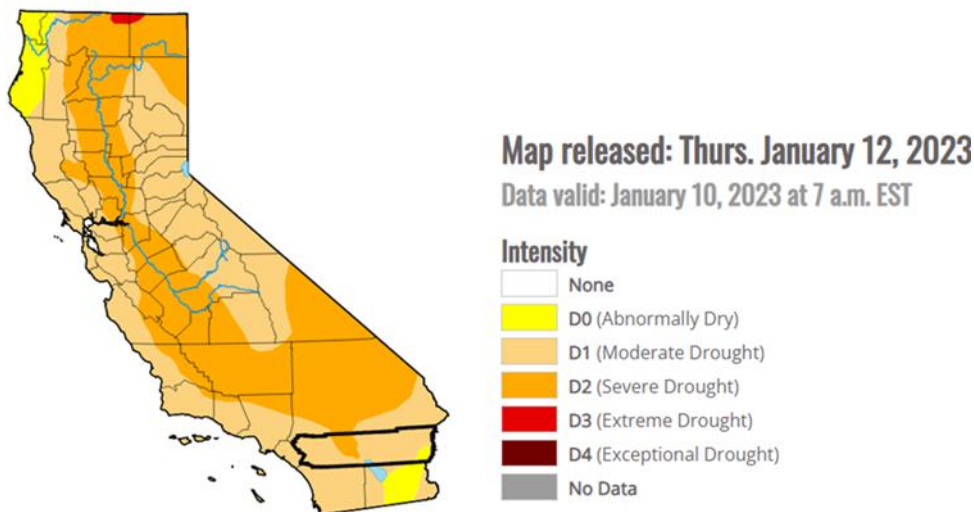 Map released: Thurs. January 12, 2023
Data valid: January 10, 2023 at 7 a.m. EST
Intensity
None
D0 (Abnormally Dry)
D1 (Moderate Drought)
D2 (Severe Drought)
D3 (Extreme Drought)
D4 (Exceptional Drought)
No Data